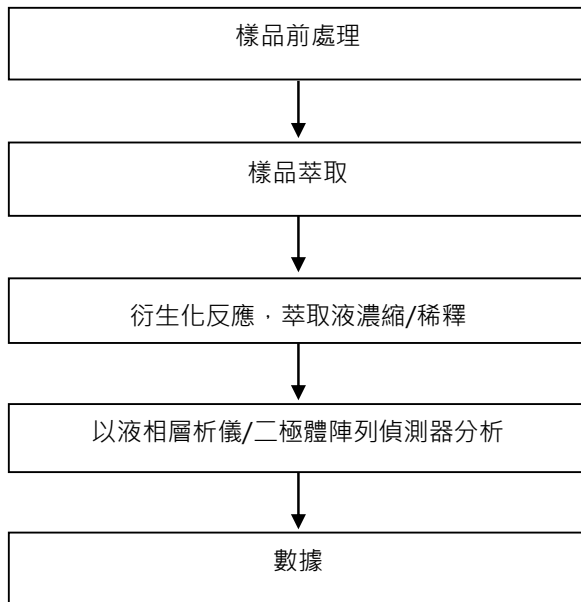 樣品前處理
樣品萃取
衍生化反應，萃取液濃縮/稀釋
以液相層析儀/二極體陣列偵測器分析
數據